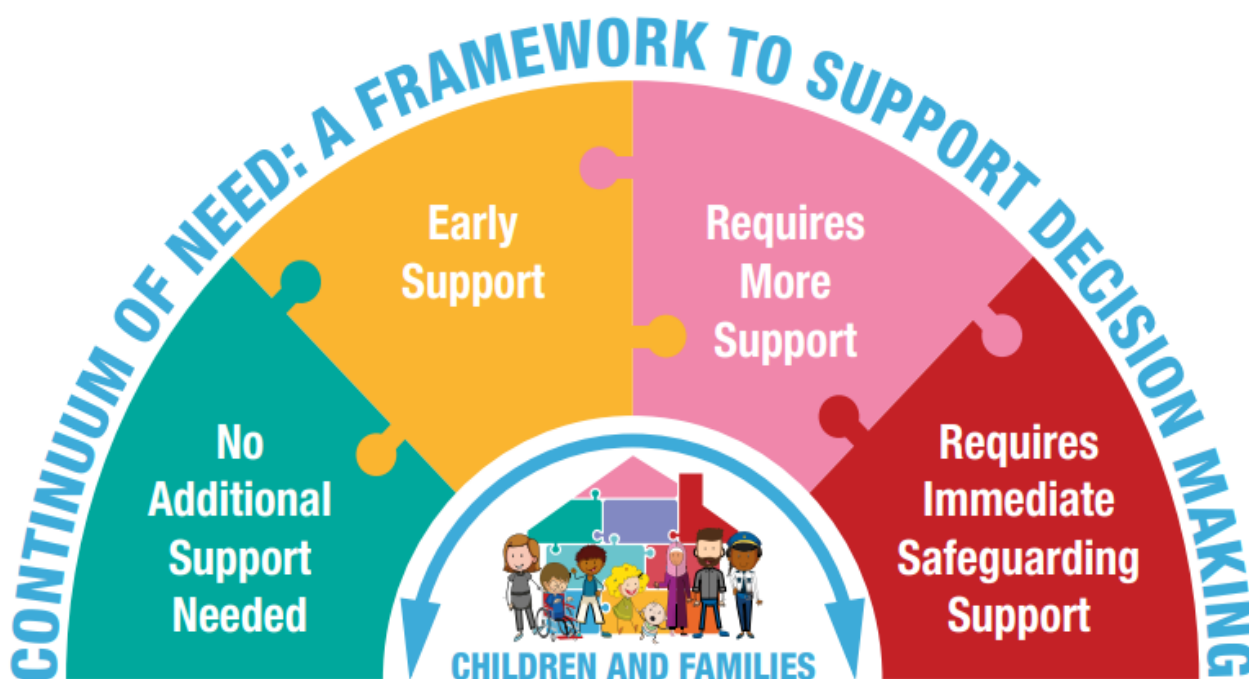 CONTINUUM OF NEED: A FRAMEWORK TO SUPPORT DECISION MAKING
No
Additional
Support
Needed
Early
Support
Requires
More
Support
Requires
Immediate
Safeguarding
Support
CHILDREN AND FAMILIES